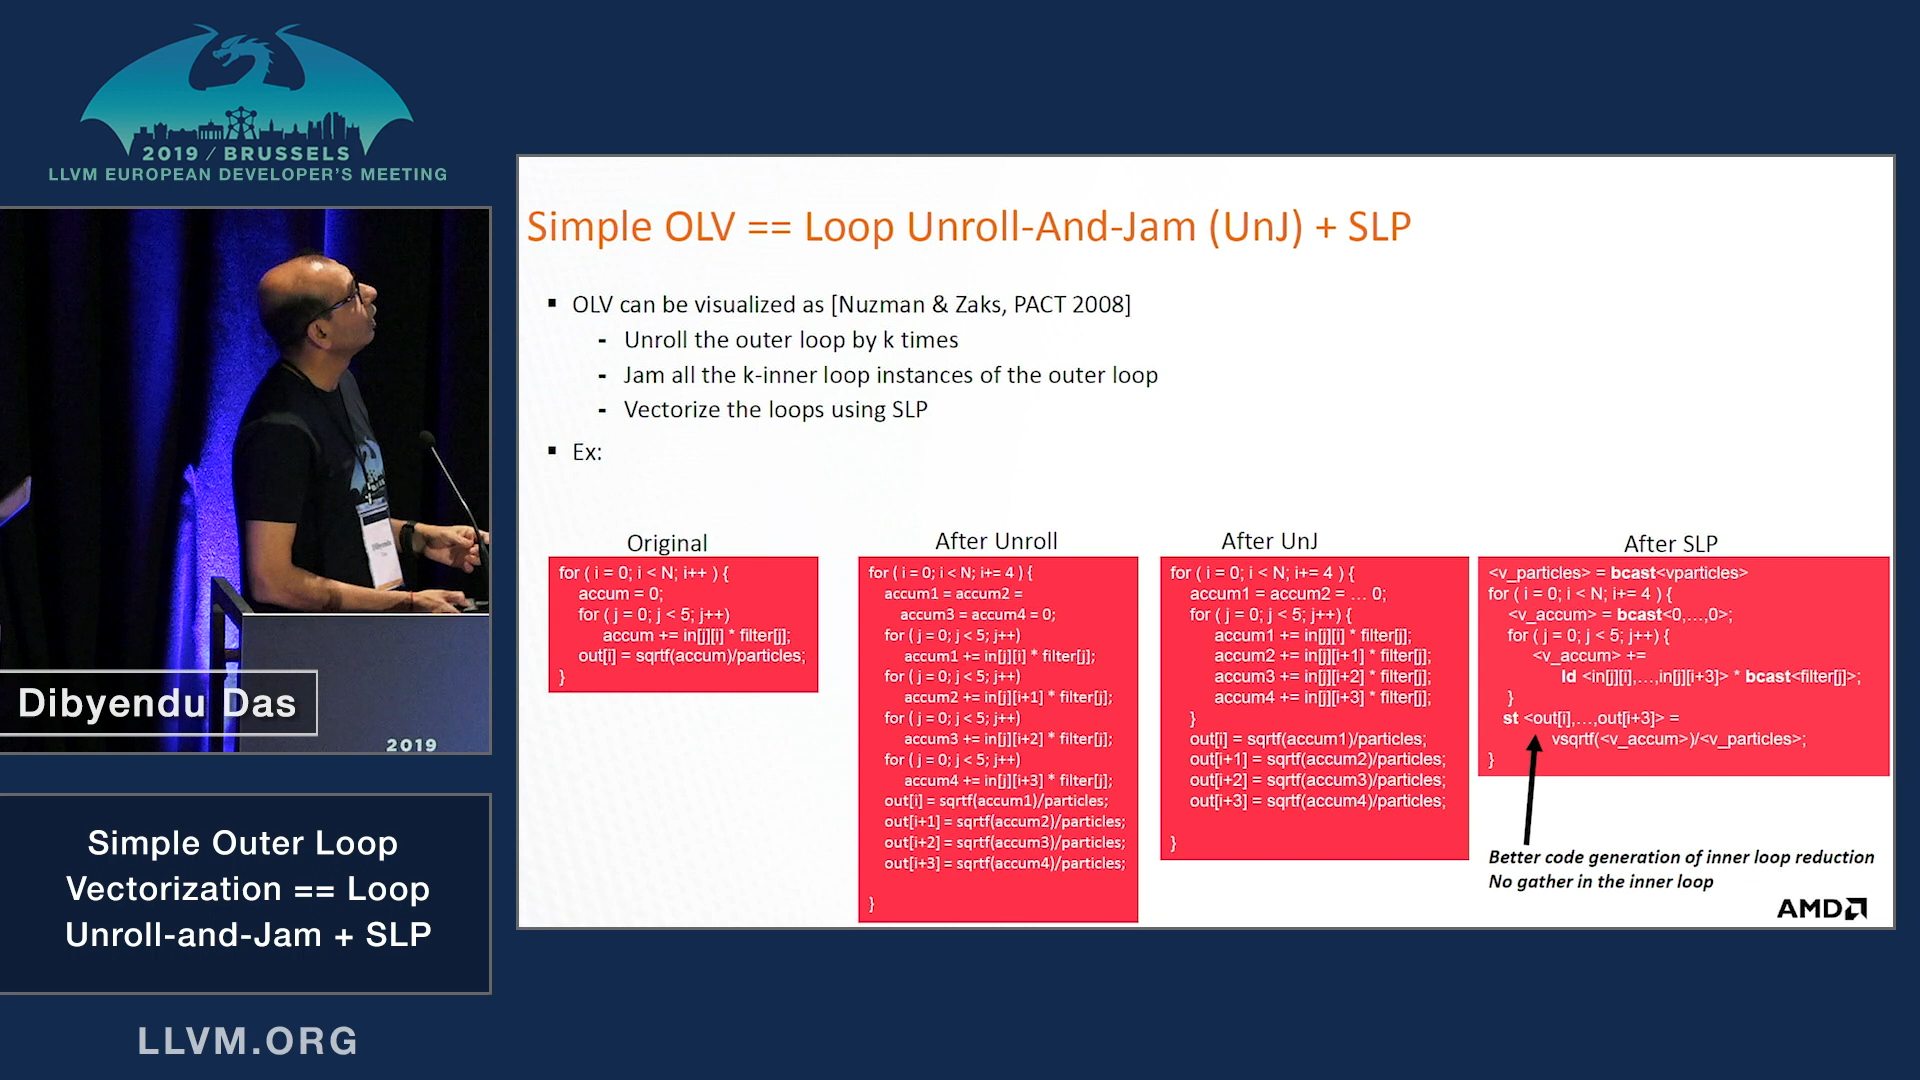 2019 / BRUSSELS
LLVM EUROPEAN DEVELOPER'S MEETING
Dibyendu Das
2019
Simple Outer Loop
Vectorization == Loop
Unroll-and-Jam + SLP
LLVM.ORG
Simple OLV == Loop Unroll-And-Jam (UnJ) + SLP
▪ OLV can be visualized as [Nuzman & Zaks, PACT 2008]
- Unroll the outer loop by k times
- Jam all the k-inner loop instances of the outer loop
- Vectorize the loops using SLP
▪ Ex:
Original
for ( i = 0; i < N; i++ ) {
accum = 0;
for ( j = 0; j < 5; j++)
accum += in[j][i] * filter[j];
out[i] = sqrtf(accum)/particles;
}
After Unroll
for ( i = 0; i < N; i+= 4 ) {
accum1 = accum2 =
accum3 = accum4 = 0;
for ( j = 0; j < 5; j++)
accum1 += in[j][i] * filter[j];
for ( j = 0; j < 5; j++)
accum2 += in[j][i+1] * filter[j];
for ( j = 0; j < 5; j++)
accum3 += in[j][i+2] * filter[j];
for ( j = 0; j < 5; j++)
accum4 += in[j][i+3] * filter[j];
out[i] = sqrtf(accum1)/particles;
out[i+1] = sqrtf(accum2)/particles;
out[i+2] = sqrtf(accum3)/particles;
out[i+3] = sqrtf(accum4)/particles;
}
After UnJ
for ( i = 0; i < N; i+= 4 ) {
accum1 = accum2 = … 0;
for ( j = 0; j < 5; j++) {
accum1 += in[j][i] * filter[j];
accum2 += in[j][i+1] * filter[j];
accum3 += in[j][i+2] * filter[j];
accum4 += in[j][i+3] * filter[j];
}
out[i] = sqrtf(accum1)/particles;
out[i+1] = sqrtf(accum2)/particles;
out[i+2] = sqrtf(accum3)/particles;
out[i+3] = sqrtf(accum4)/particles;
}
After SLP
<v_particles> = bcast<vparticles>
for ( i = 0; i < N; i+= 4 ) {
<v_accum> = bcast<0,…,0>;
for ( j = 0; j < 5; j++) {
<v_accum> +=
ld <in[j][i],…,in[j][i+3]> * bcast<filter[j]>;
}
st <out[i],…,out[i+3]> =
vsqrtf(<v_accum>)/<v_particles>;
}
Better code generation of inner loop reduction
No gather in the inner loop
AMD